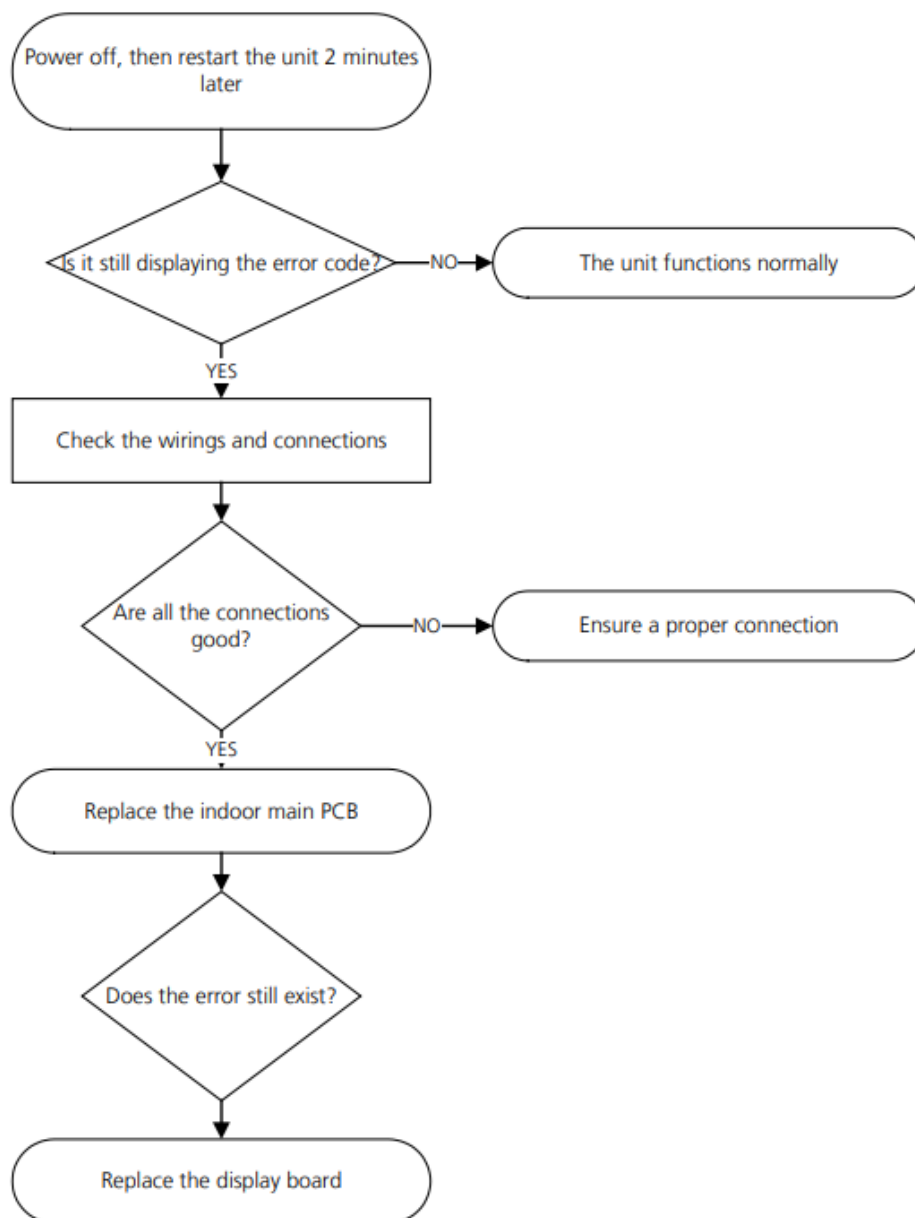 Power off, then restart the unit 2 minutes
later
Is it still displaying the error code?
NO
The unit functions normally
YES
Check the wirings and connections
Are all the connections
good?
NO
Ensure a proper connection
YES
Replace the indoor main PCB
Does the error still exist?
Replace the display board